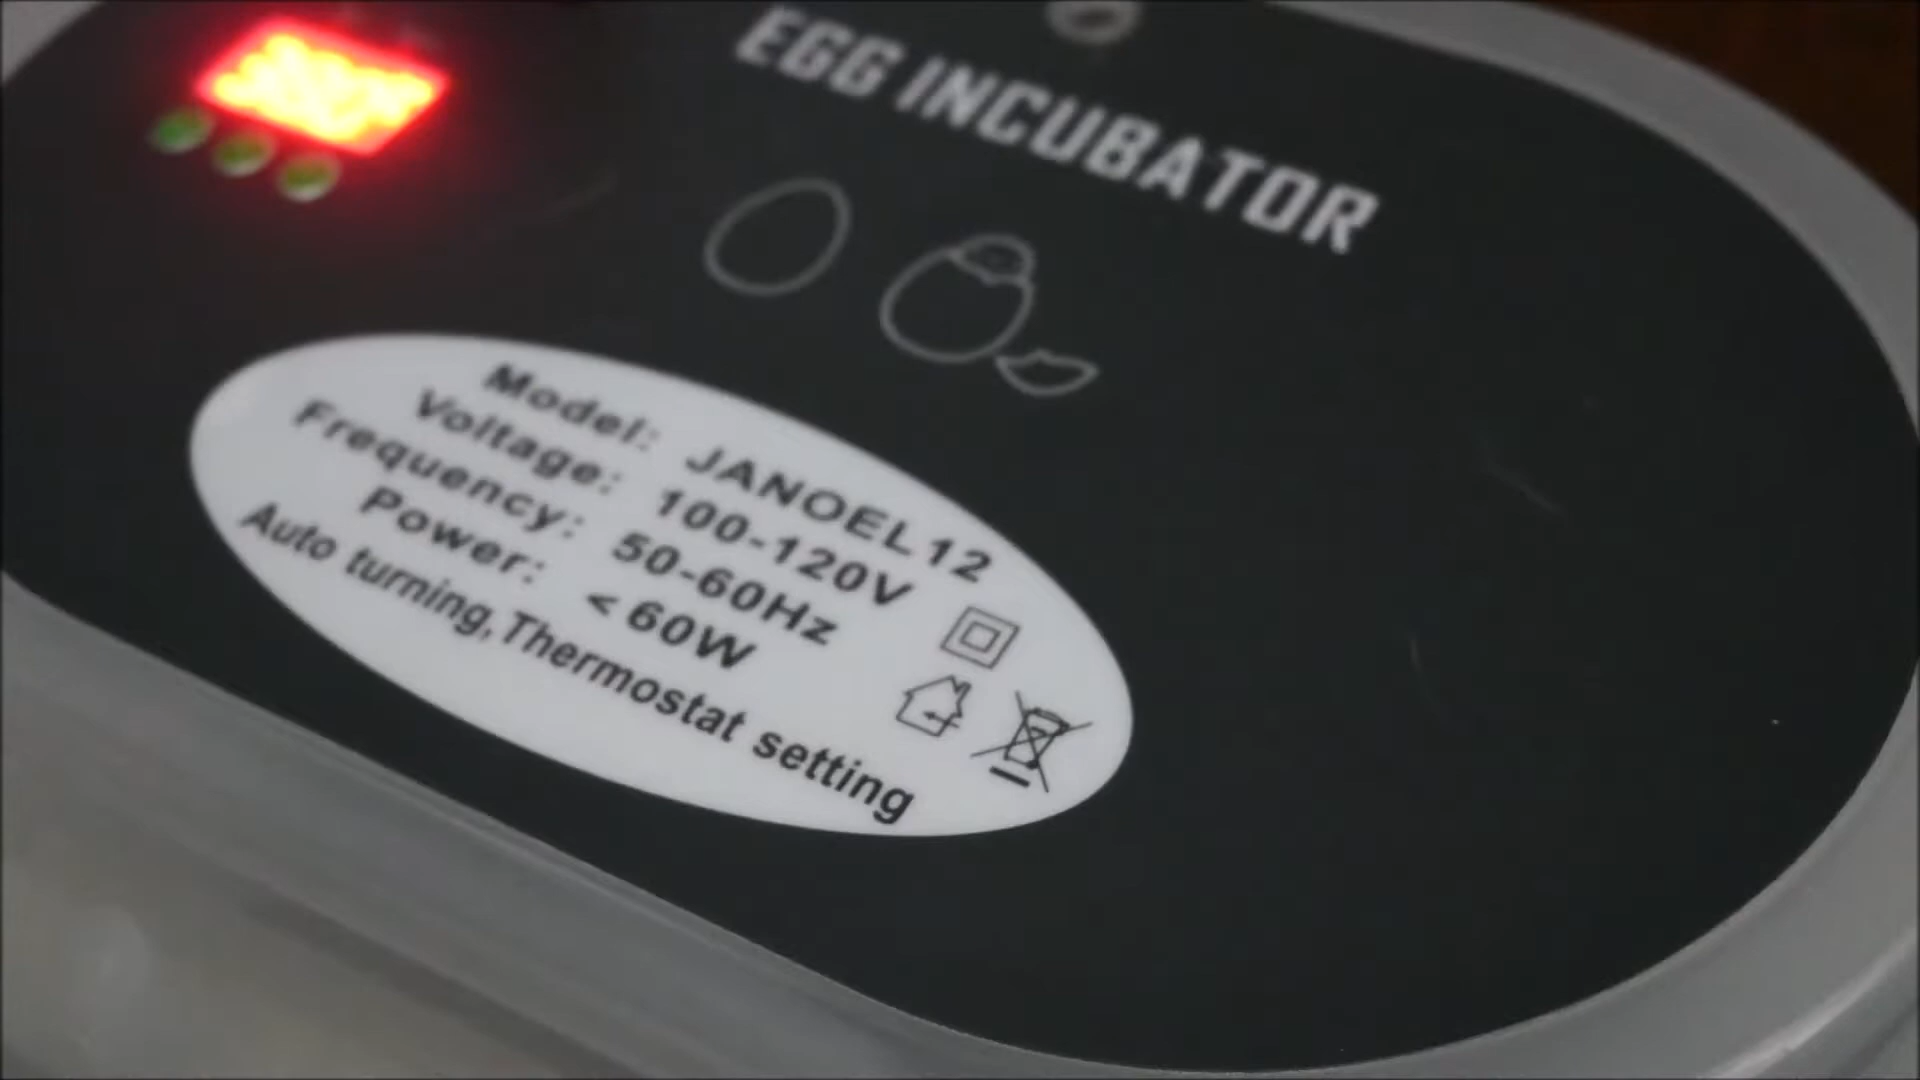 EGG INCUBATOR
Model: JANOEL12
Voltage: 100-120V
Frequency: 50-60Hz
Power: <60W
Auto turning,Thermostat setting